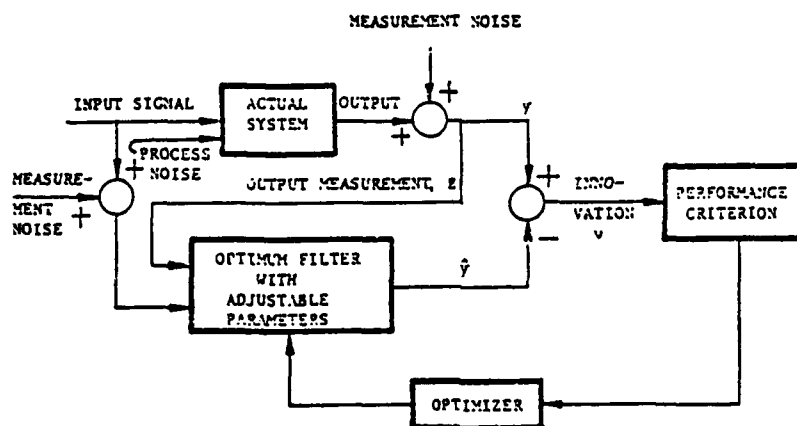 MEASUREMENT NOISE
INPUT SIGNAL
ACTUAL
SYSTEM
OUTPUT
+
+
y
PROCESS
NOISE
+
MEASURE-
MENT
NOISE
+
OUTPUT MEASUREMENT, z
+
-
INNO-
VATION
ν
PERFORMANCE
CRITERION
OPTIMUM FILTER
WITH
ADJUSTABLE
PARAMETERS
ŷ
OPTIMIZER